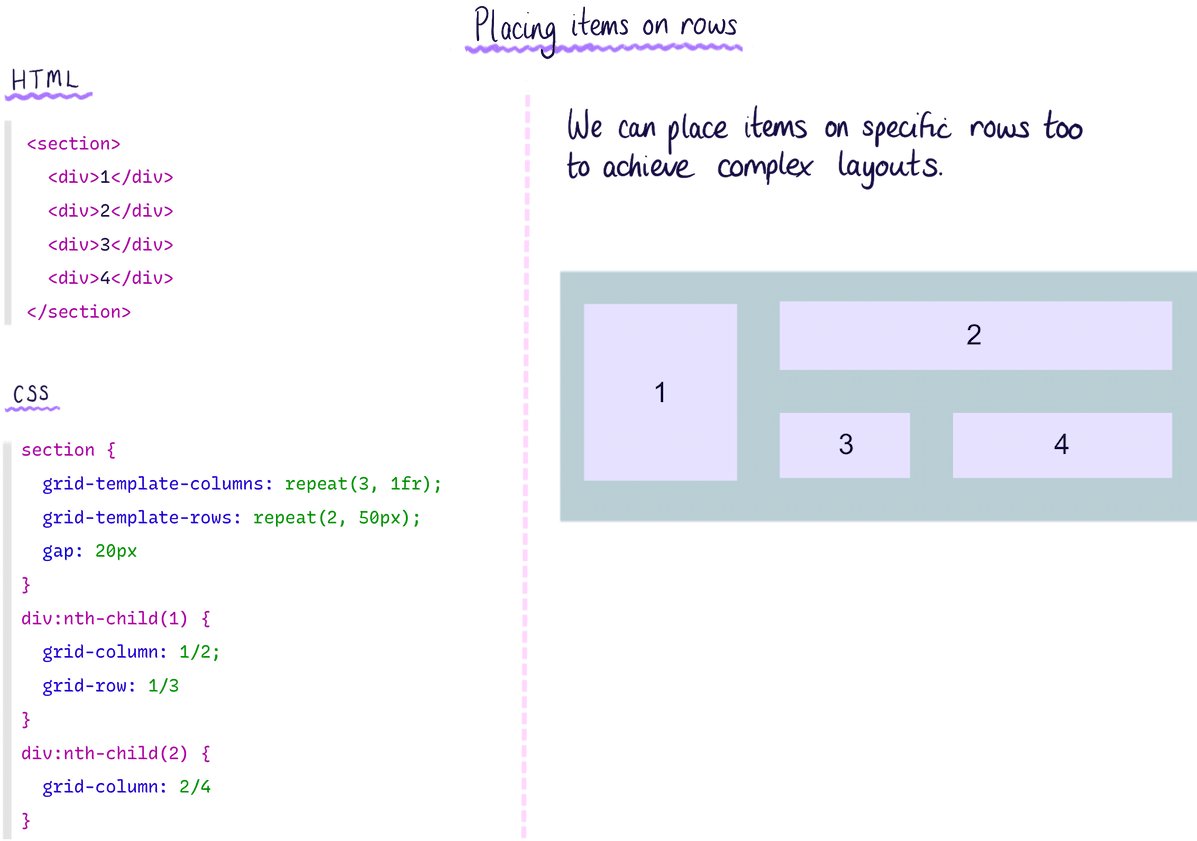 Placing items on rows
HTML
<section>
<div>1</div>
<div>2</div>
<div>3</div>
<div>4</div>
</section>
CSS
section {
grid-template-columns: repeat(3, 1fr);
grid-template-rows: repeat(2, 50px);
gap: 20px
}
div:nth-child(1) {
grid-column: 1/2;
grid-row: 1/3
}
div:nth-child(2) {
grid-column: 2/4
}
We can place items on specific rows too
to achieve complex layouts.
1
2
3
4